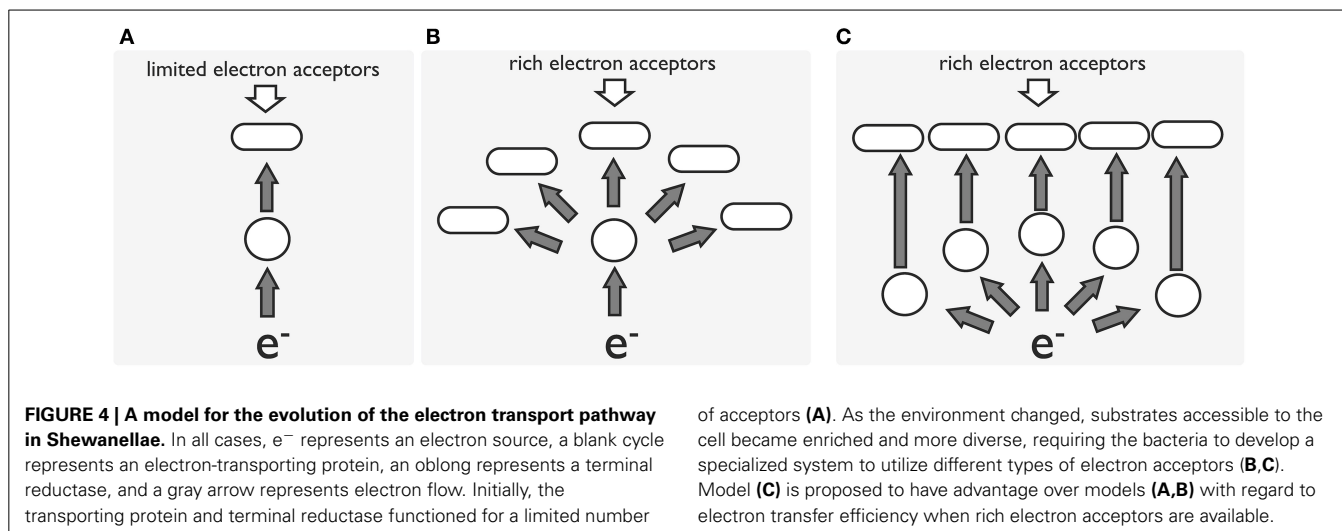 A
B
C
limited electron acceptors
rich electron acceptors
rich electron acceptors
e-
e-
e-
FIGURE 4 | A model for the evolution of the electron transport pathway
in Shewanellae. In all cases, e− represents an electron source, a blank cycle
represents an electron-transporting protein, an oblong represents a terminal
reductase, and a gray arrow represents electron flow. Initially, the
transporting protein and terminal reductase functioned for a limited number
of acceptors (A). As the environment changed, substrates accessible to the
cell became enriched and more diverse, requiring the bacteria to develop a
specialized system to utilize different types of electron acceptors (B,C).
Model (C) is proposed to have advantage over models (A,B) with regard to
electron transfer efficiency when rich electron acceptors are available.